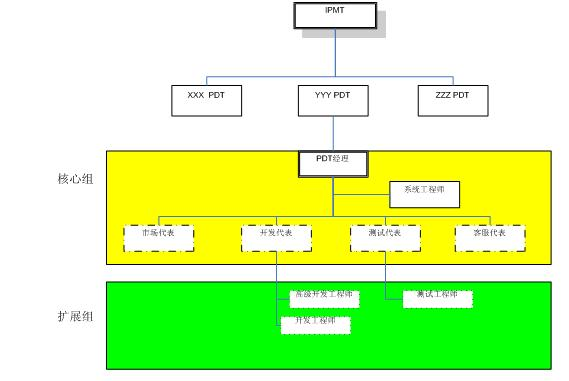 IPMT
XXX PDT
YYY PDT
ZZZ PDT
PDT经理
核心组
系统工程师
市场代表
开发代表
测试代表
客服代表
高级开发工程师
测试工程师
扩展组
开发工程师